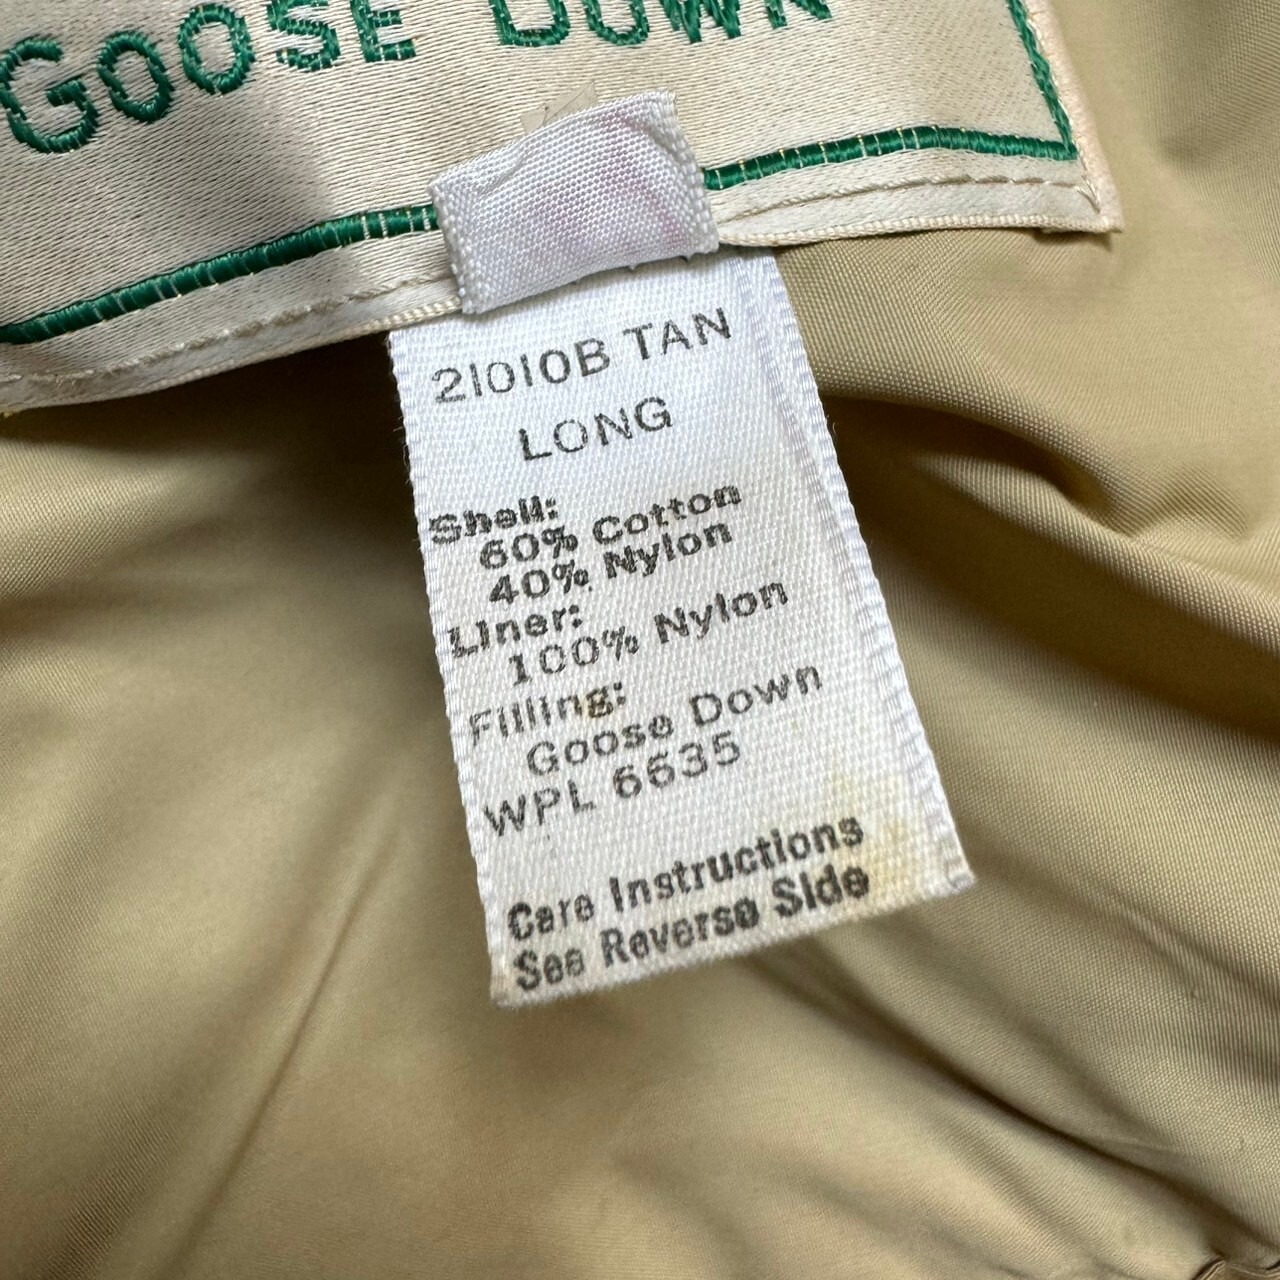 GOOSE DOWN
21010B TAN
LONG
Shell:
60% Cotton
40% Nylon
Liner:
100% Nylon
Filling:
Goose Down
WPL 6635
Care Instructions
See Reverse Side